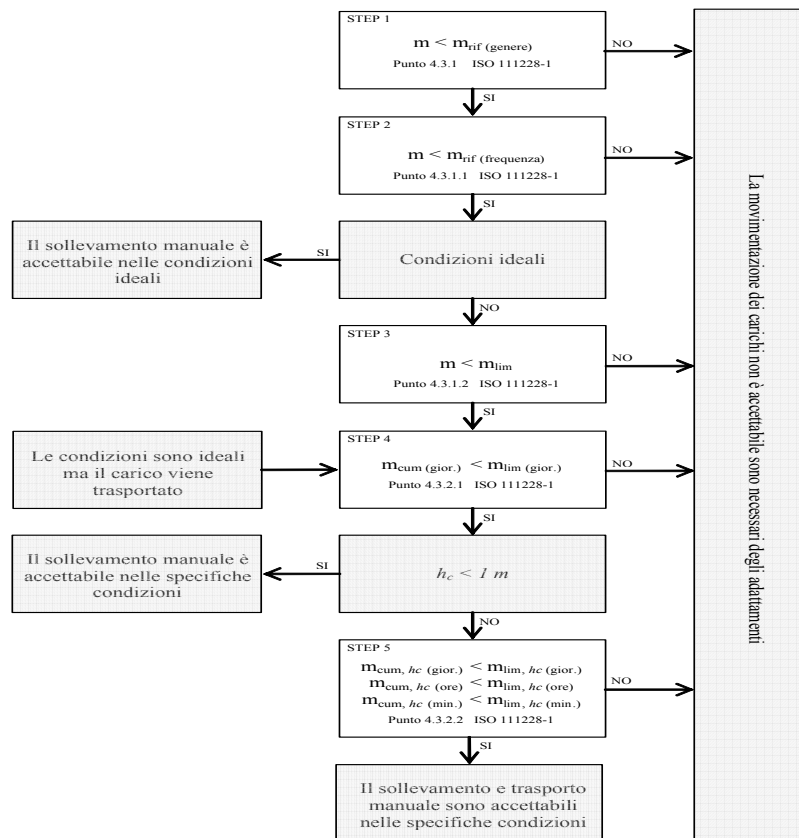 STEP 1
m < mrif (genere)
Punto 4.3.1 ISO 111228-1
NO
SI
STEP 2
m < mrif (frequenza)
Punto 4.3.1.1 ISO 111228-1
NO
SI
Il sollevamento manuale è
accettabile nelle condizioni
ideali
SI
Condizioni ideali
NO
STEP 3
m < mlim
Punto 4.3.1.2 ISO 111228-1
NO
SI
Le condizioni sono ideali
ma il carico viene
trasportato
STEP 4
mcum (gior.) < mlim (gior.)
Punto 4.3.2.1 ISO 111228-1
NO
SI
Il sollevamento manuale è
accettabile nelle specifiche
condizioni
SI
hc < 1 m
NO
STEP 5
mcum, hc (gior.) < mlim, hc (gior.)
mcum, hc (ore) < mlim, hc (ore)
mcum, hc (min.) < mlim, hc (min.)
Punto 4.3.2.2 ISO 111228-1
NO
SI
Il sollevamento e trasporto
manuale sono accettabili
nelle specifiche condizioni
La movimentazione dei carichi non è accettabile sono necessari degli adattamenti